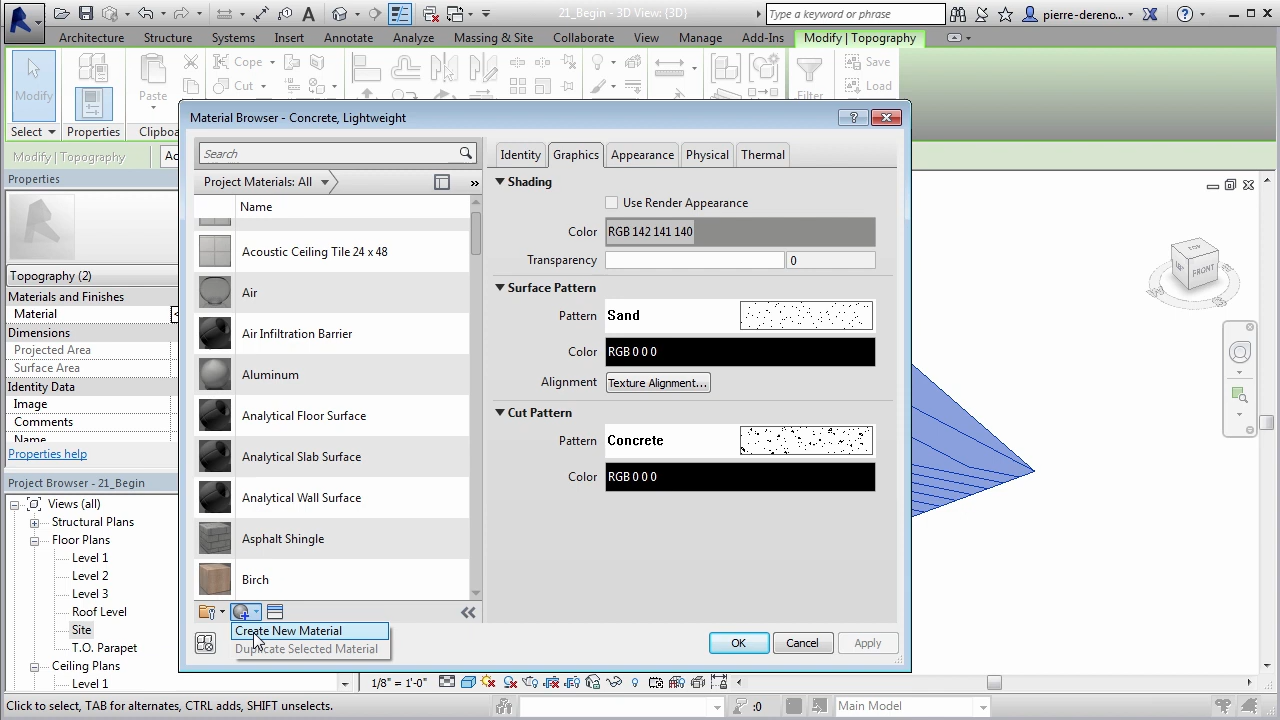 21_Begin - 3D View: {3D}
Type a keyword or phrase
pierre-dereno...
Architecture
Structure
Systems
Insert
Annotate
Analyze
Massing & Site
Collaborate
View
Manage
Add-Ins
Modify | Topography
Modify
Paste
Cope
Cut
Filter
Save
Load
Select
Properties
Clipboa
Modify | Topography
Ac
Properties
Topography (2)
Materials and Finishes
Material
Dimensions
Projected Area
Surface Area
Identity Data
Image
Comments
Name
Properties help
Project Browser - 21_Begin
Views (all)
Structural Plans
Floor Plans
Level 1
Level 2
Level 3
Roof Level
Site
T.O. Parapet
Ceiling Plans
Level 1
Material Browser - Concrete, Lightweight
Search
Project Materials: All
Name
Acoustic Ceiling Tile 24 x 48
Air
Air Infiltration Barrier
Aluminum
Analytical Floor Surface
Analytical Slab Surface
Analytical Wall Surface
Asphalt Shingle
Birch
Create New Material
Duplicate Selected Material
Identity
Graphics
Appearance
Physical
Thermal
Shading
Use Render Appearance
Color
RGB 142 141 140
Transparency
0
Surface Pattern
Pattern
Sand
Color
RGB 0 0 0
Alignment
Texture Alignment...
Cut Pattern
Pattern
Concrete
Color
RGB 0 0 0
OK
Cancel
Apply
TOP
FRONT
1/8" = 1'-0"
Click to select, TAB for alternates, CTRL adds, SHIFT unselects.
:0
Main Model